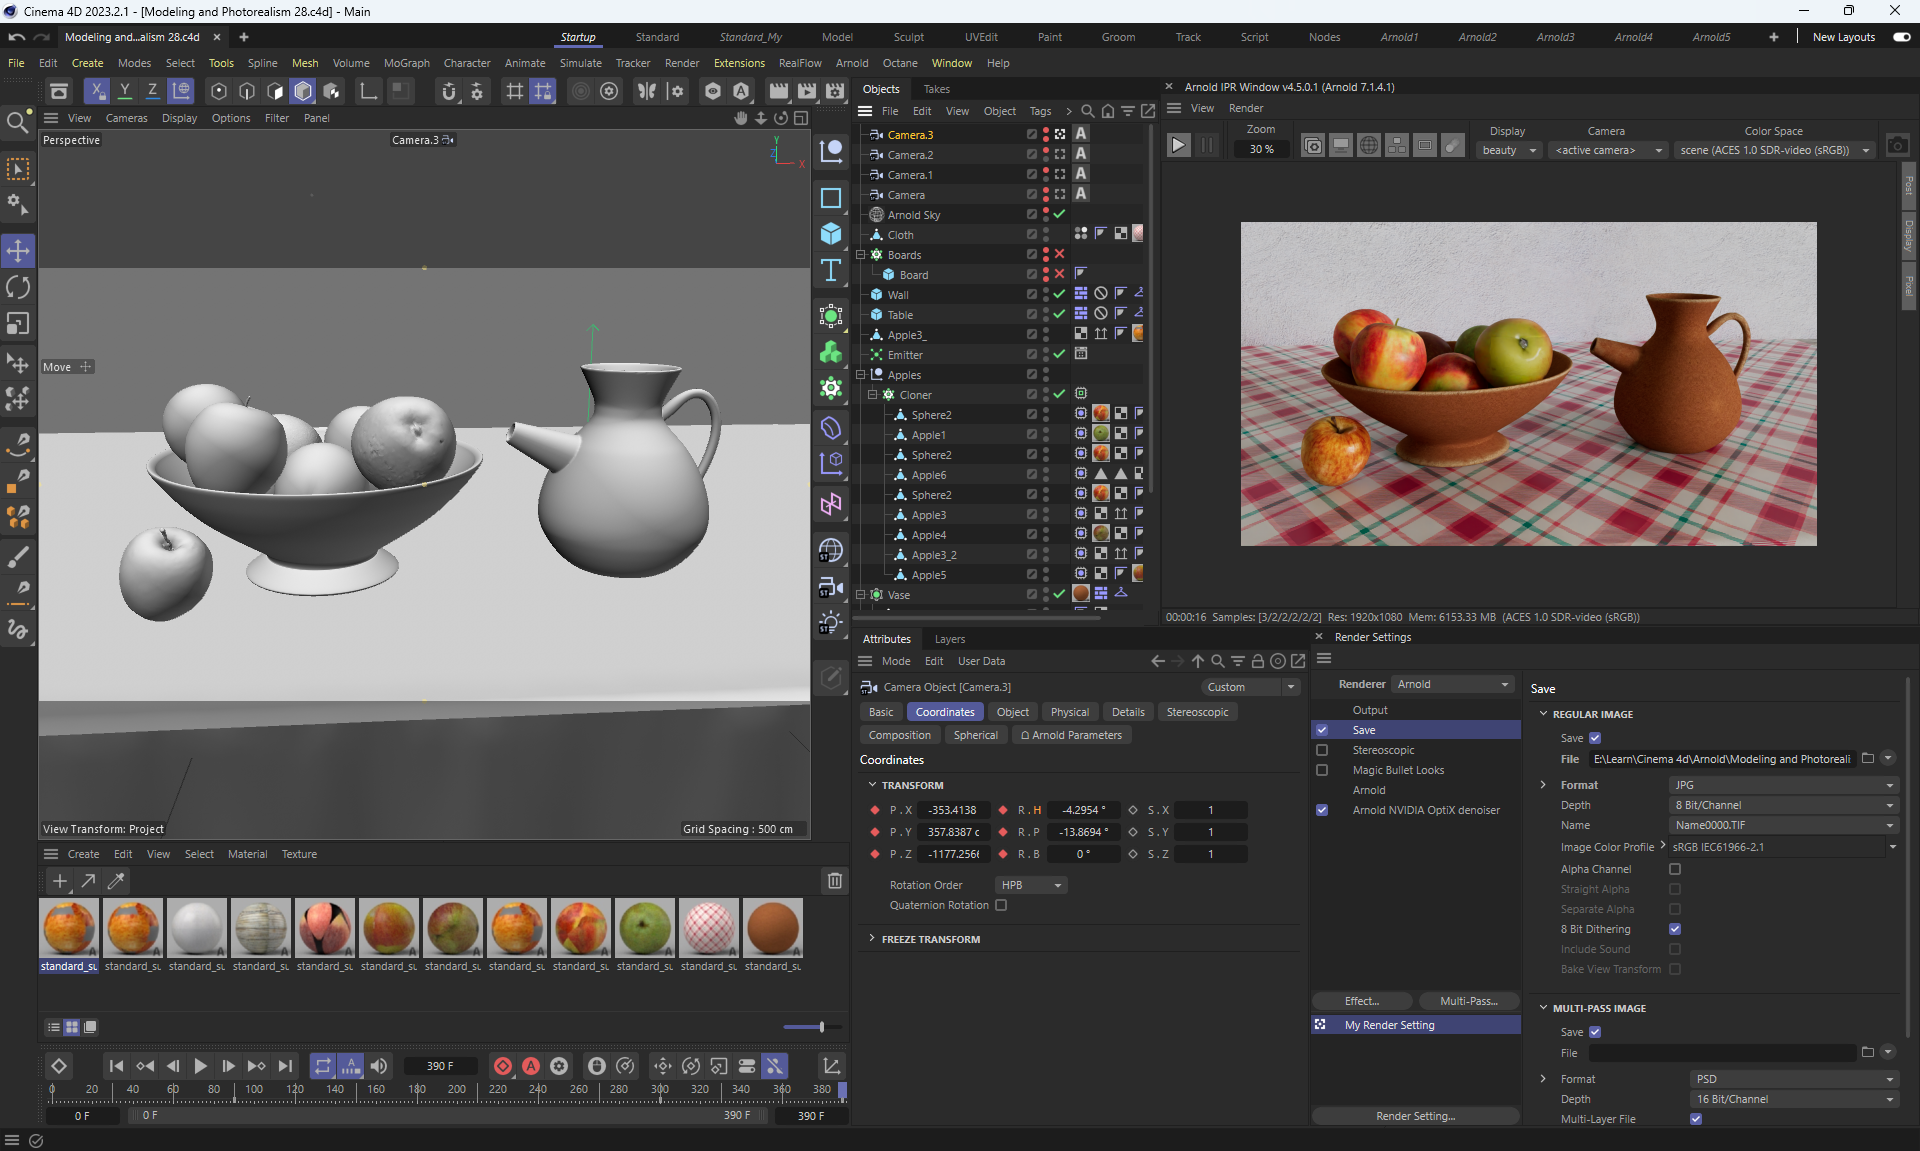 Cinema 4D 2023.2.1 - [Modeling and Photorealism 28.c4d] - Main
Modeling and...alism 28.c4d
Startup Standard Standard_My Model Sculpt UVEdit Paint Groom Track Script Nodes Arnold1 Arnold2 Arnold3 Arnold4 Arnold5 New Layouts
File Edit Create Modes Select Tools Spline Mesh Volume MoGraph Character Animate Simulate Tracker Render Extensions RealFlow Arnold Octane Window Help
X Y Z
View Cameras Display Options Filter Panel
Perspective
Camera.3
Y
Z
X
Move
View Transform: Project
Grid Spacing : 500 cm
Objects Takes
File Edit View Object Tags
Camera.3
Camera.2
Camera.1
Camera
Arnold Sky
Cloth
Boards
Board
Wall
Table
Apple3_
Emitter
Apples
Cloner
Sphere2
Apple1
Sphere2
Apple6
Sphere2
Apple3
Apple4
Apple3_2
Apple5
Vase
Arnold IPR Window v4.5.0.1 (Arnold 7.1.4.1)
View Render
Zoom Display Camera Color Space
30 % beauty <active camera> scene (ACES 1.0 SDR-video (sRGB))
Post
Display
Pixel
00:00:16 Samples: [3/2/2/2/2/2] Res: 1920x1080 Mem: 6153.33 MB (ACES 1.0 SDR-video (sRGB))
Attributes Layers
Mode Edit User Data
Camera Object [Camera.3] Custom
Basic Coordinates Object Physical Details Stereoscopic
Composition Spherical Arnold Parameters
Coordinates
TRANSFORM
P . X -353.4138 R . H -4.2954 ° S . X 1
P . Y 357.8387 c R . P -13.8694 ° S . Y 1
P . Z -1177.256 R . B 0 ° S . Z 1
Rotation Order HPB
Quaternion Rotation
FREEZE TRANSFORM
Render Settings
Renderer Arnold
Output
Save
Stereoscopic
Magic Bullet Looks
Arnold
Arnold NVIDIA OptiX denoiser
Effect... Multi-Pass...
My Render Setting
Render Setting...
Save
REGULAR IMAGE
Save
File E:\Learn\Cinema 4d\Arnold\Modeling and Photoreali
Format JPG
Depth 8 Bit/Channel
Name Name0000.TIF
Image Color Profile sRGB IEC61966-2.1
Alpha Channel
Straight Alpha
Separate Alpha
8 Bit Dithering
Include Sound
Bake View Transform
MULTI-PASS IMAGE
Save
File
Format PSD
Depth 16 Bit/Channel
Multi-Layer File
Create Edit View Select Material Texture
standard_su standard_su standard_su standard_su standard_su standard_su standard_su standard_su standard_su standard_su standard_su standard_su
390 F
0 20 40 60 80 100 120 140 160 180 200 220 240 260 280 300 320 340 360 380
0 F 0 F 390 F 390 F